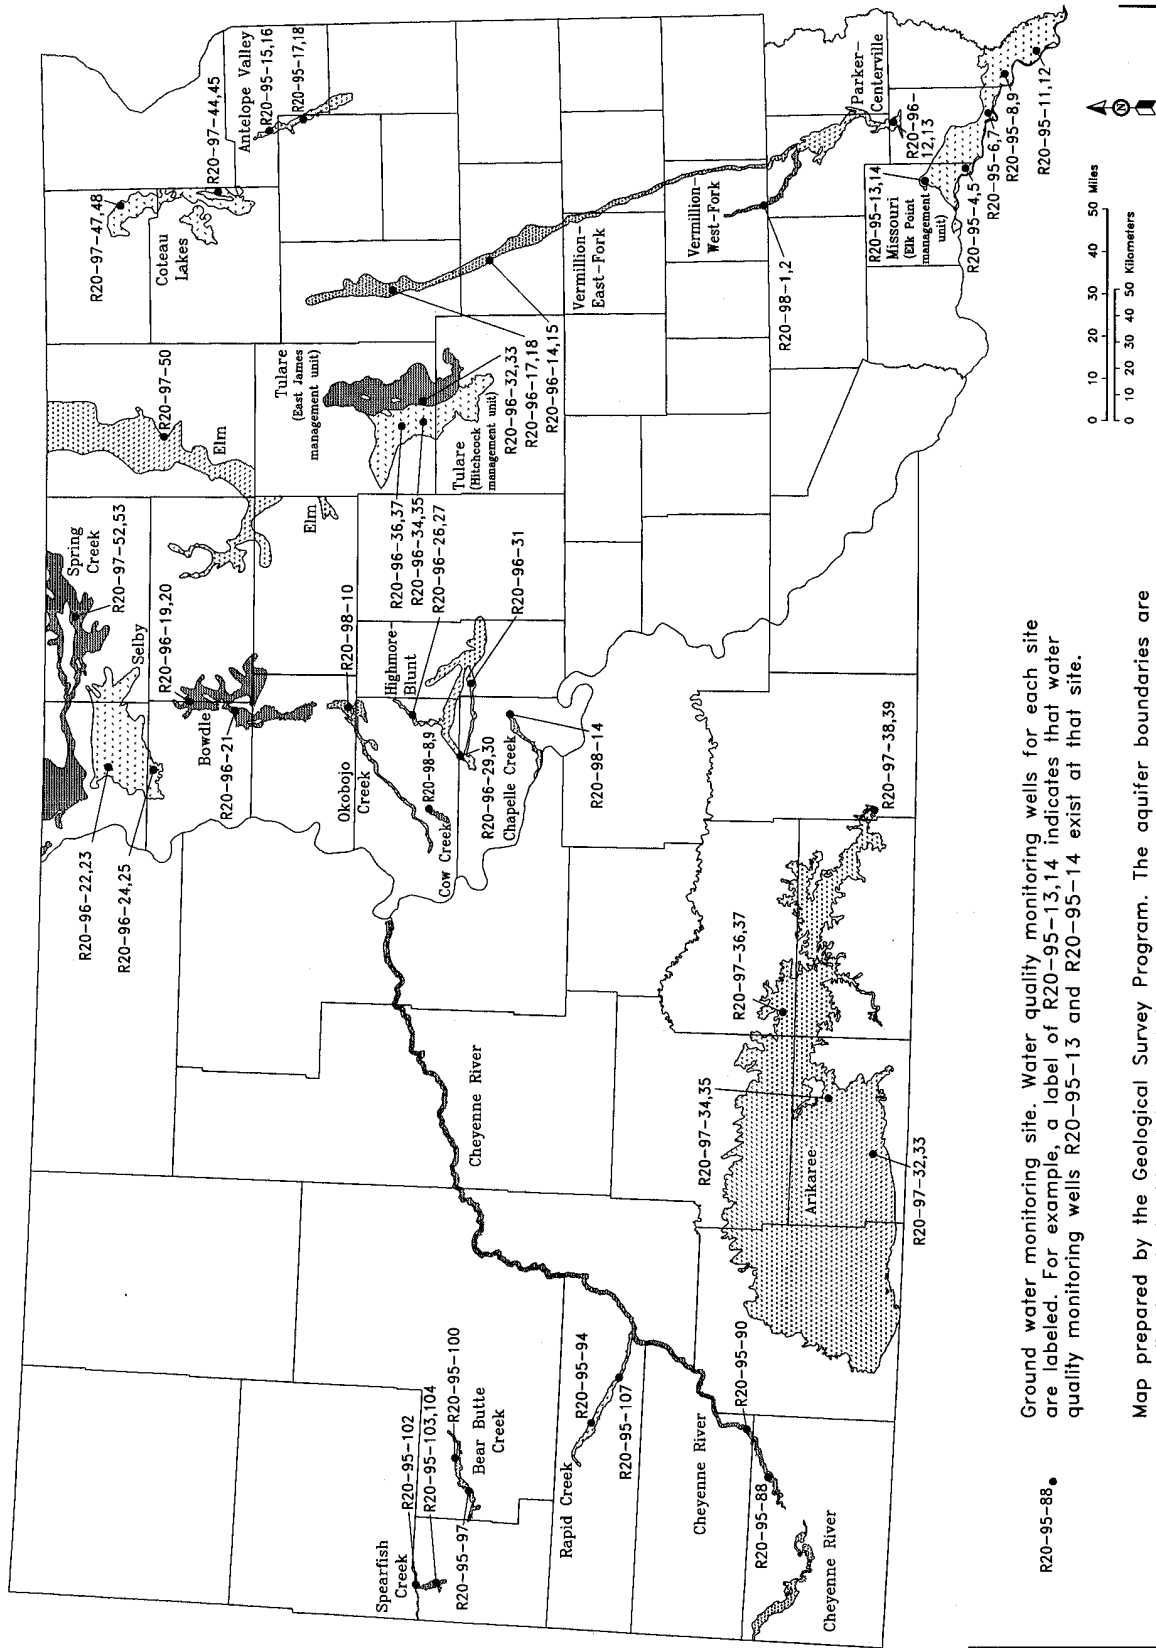 Spearfish
Creek
R20-95-102
R20-95-103,104
R20-95-100
R20-95-97
Bear Butte
Creek
Rapid Creek
R20-95-94
R20-95-107
Cheyenne River
R20-95-90
R20-95-88
Cheyenne River
Cheyenne River
R20-96-22,23
R20-96-24,25
Spring
Creek
R20-97-52,53
Selby
R20-96-19,20
Bowdle
R20-96-21
R20-98-10
Okobojo
Creek
Highmore-
Blunt
R20-98-8,9
Cow Creek
R20-96-29,30
Chapelle Creek
R20-98-14
R20-96-36,37
R20-96-34,35
R20-96-26,27
R20-96-31
Elm
R20-97-50
Elm
Tulare
(East James
management unit)
Tulare
(Hitchcock
management unit)
R20-96-32,33
R20-96-17,18
R20-96-14,15
R20-97-47,48
Coteau
Lakes
R20-97-44,45
Antelope Valley
R20-95-15,16
R20-95-17,18
Vermillion-
East-Fork
Vermillion-
West-Fork
R20-98-1,2
Parker-
Centerville
R20-96-
12,13
R20-95-13,14
Missouri
(Elk Point
management
unit)
R20-95-4,5
R20-95-6,7
R20-95-8,9
R20-95-11,12
R20-97-38,39
R20-97-36,37
R20-97-34,35
Arikaree
R20-97-32,33
N
0 10 20 30 40 50 Miles
0 10 20 30 40 50 Kilometers
R20-95-88
Ground water monitoring site. Water quality monitoring wells for each site
are labeled. For example, a label of R20-95-13,14 indicates that water
quality monitoring wells R20-95-13 and R20-95-14 exist at that site.
Map prepared by the Geological Survey Program. The aquifer boundaries are